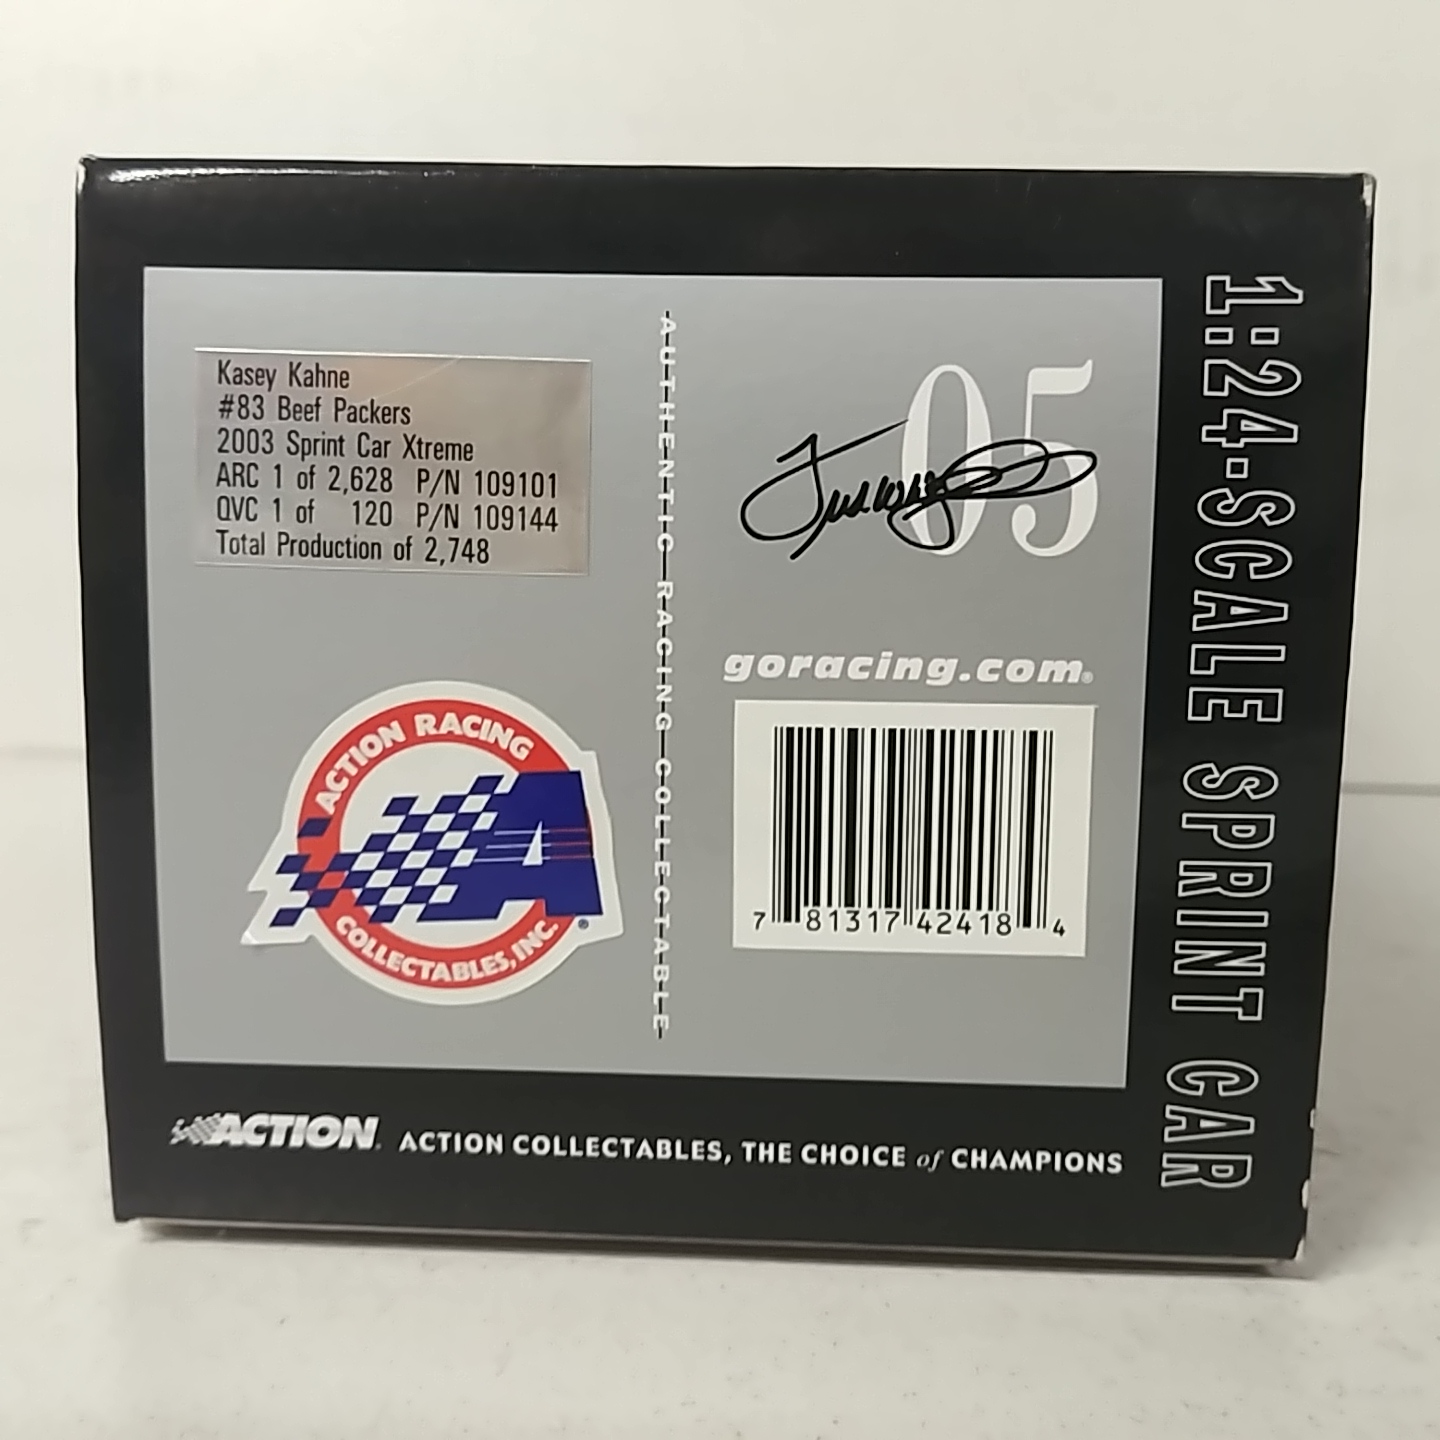 Kasey Kahne
#83 Beef Packers
2003 Sprint Car Xtreme
ARC 1 of 2,628 P/N 109101
QVC 1 of 120 P/N 109144
Total Production of 2,748
AUTHENTIC RACING COLLECTABLE
05
goracing.com®
7 81317 42418 4
ACTION RACING
A
COLLECTABLES, INC.
®
1:24-SCALE SPRINT CAR
ACTION®
ACTION COLLECTABLES, THE CHOICE of CHAMPIONS